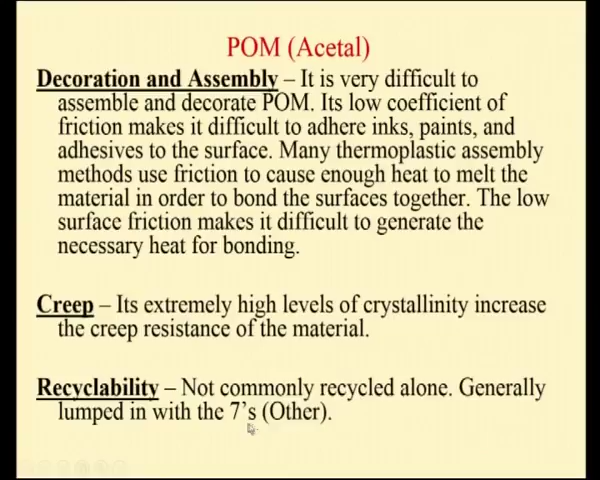 POM (Acetal)
Decoration and Assembly – It is very difficult to
assemble and decorate POM. Its low coefficient of
friction makes it difficult to adhere inks, paints, and
adhesives to the surface. Many thermoplastic assembly
methods use friction to cause enough heat to melt the
material in order to bond the surfaces together. The low
surface friction makes it difficult to generate the
necessary heat for bonding.
Creep – Its extremely high levels of crystallinity increase
the creep resistance of the material.
Recyclability – Not commonly recycled alone. Generally
lumped in with the 7’s (Other).